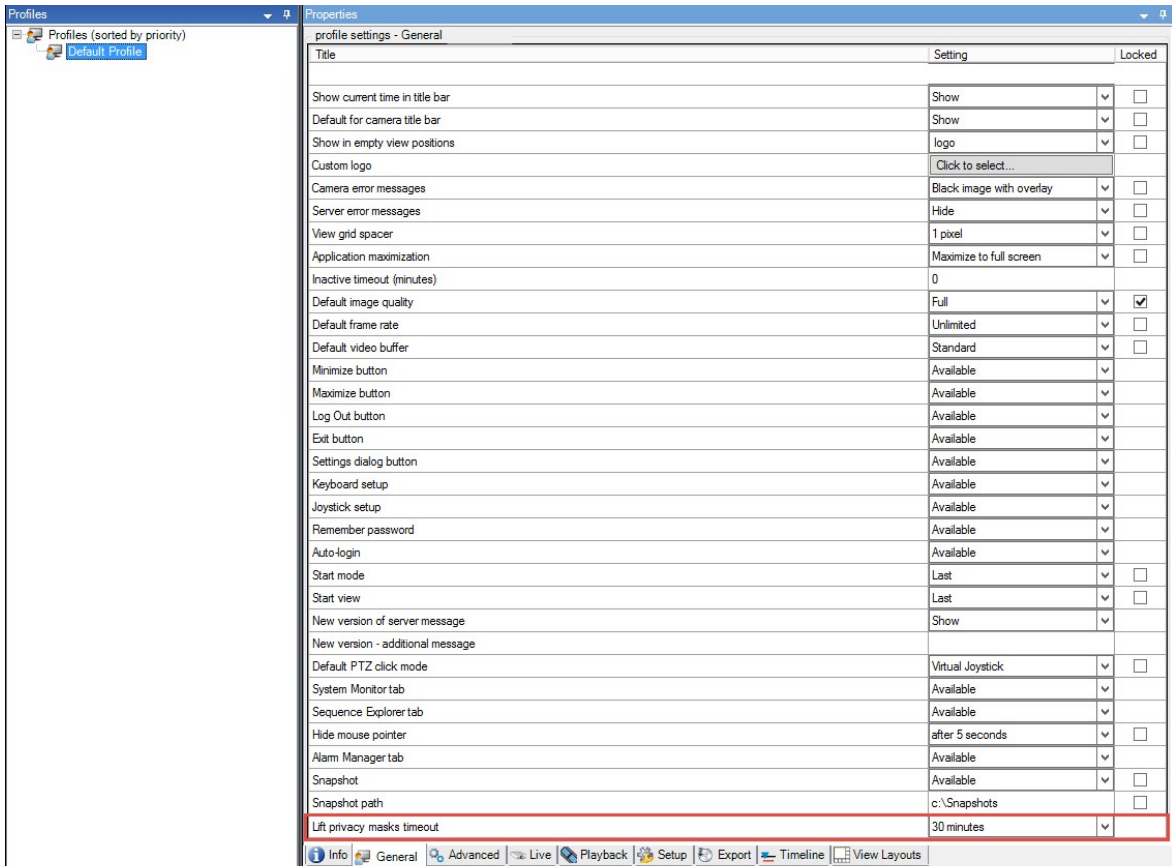 Profiles
Properties
Profiles (sorted by priority)
Default Profile
profile settings - General
Title Setting Locked
Show current time in title bar Show
Default for camera title bar Show
Show in empty view positions logo
Custom logo Click to select...
Camera error messages Black image with overlay
Server error messages Hide
View grid spacer 1 pixel
Application maximization Maximize to full screen
Inactive timeout (minutes) 0
Default image quality Full
Default frame rate Unlimited
Default video buffer Standard
Minimize button Available
Maximize button Available
Log Out button Available
Exit button Available
Settings dialog button Available
Keyboard setup Available
Joystick setup Available
Remember password Available
Auto-login Available
Start mode Last
Start view Last
New version of server message Show
New version - additional message
Default PTZ click mode Virtual Joystick
System Monitor tab Available
Sequence Explorer tab Available
Hide mouse pointer after 5 seconds
Alarm Manager tab Available
Snapshot Available
Snapshot path c:\Snapshots
Lift privacy masks timeout 30 minutes
Info General Advanced Live Playback Setup Export Timeline View Layouts